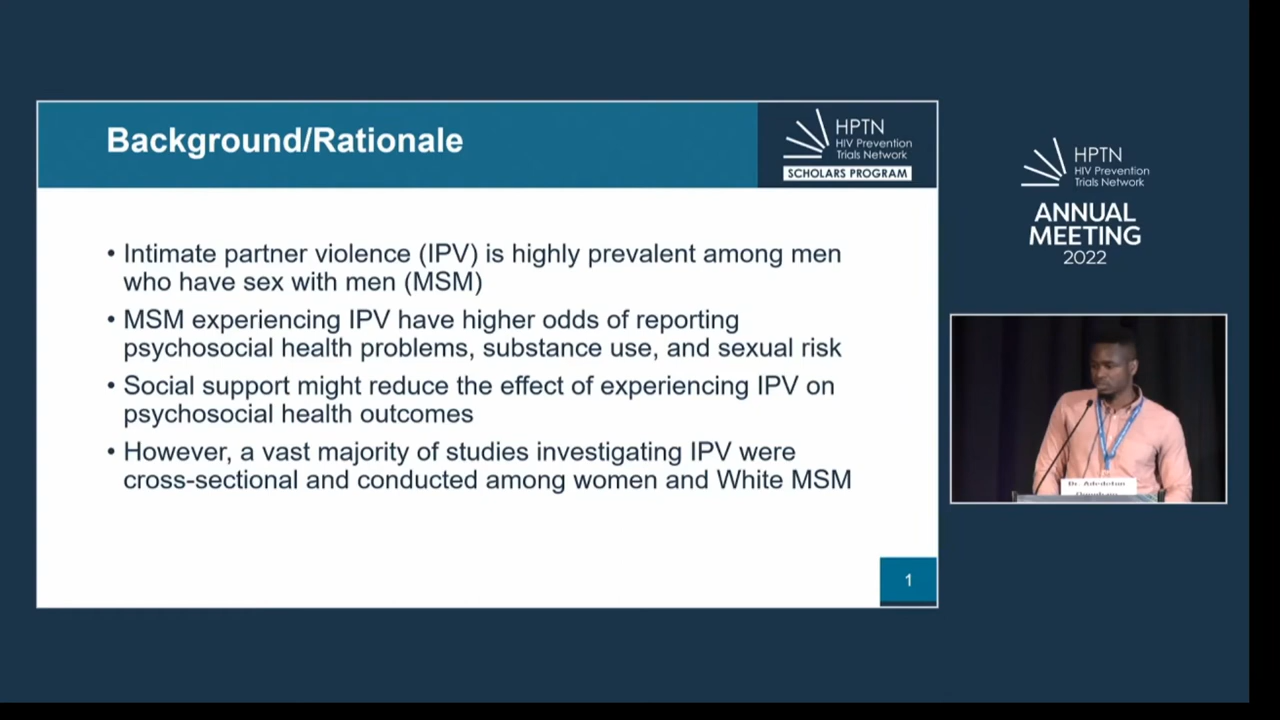 Background/Rationale
HPTN
HIV Prevention
Trials Network
SCHOLARS PROGRAM
• Intimate partner violence (IPV) is highly prevalent among men
who have sex with men (MSM)
• MSM experiencing IPV have higher odds of reporting
psychosocial health problems, substance use, and sexual risk
• Social support might reduce the effect of experiencing IPV on
psychosocial health outcomes
• However, a vast majority of studies investigating IPV were
cross-sectional and conducted among women and White MSM
1
HPTN
HIV Prevention
Trials Network
ANNUAL
MEETING
2022
Dr.